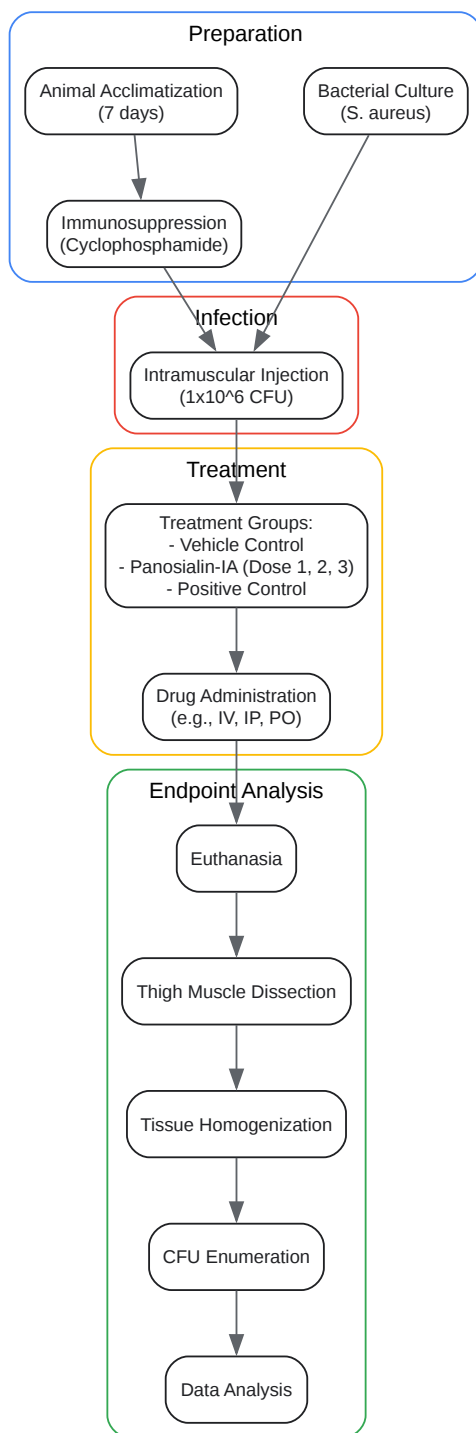 Preparation
Animal Acclimatization
(7 days)
Bacterial Culture
(S. aureus)
Immunosuppression
(Cyclophosphamide)
Infection
Intramuscular Injection
(1x10^6 CFU)
Treatment
Treatment Groups:
- Vehicle Control
- Panosialin-IA (Dose 1, 2, 3)
- Positive Control
Drug Administration
(e.g., IV, IP, PO)
Endpoint Analysis
Euthanasia
Thigh Muscle Dissection
Tissue Homogenization
CFU Enumeration
Data Analysis